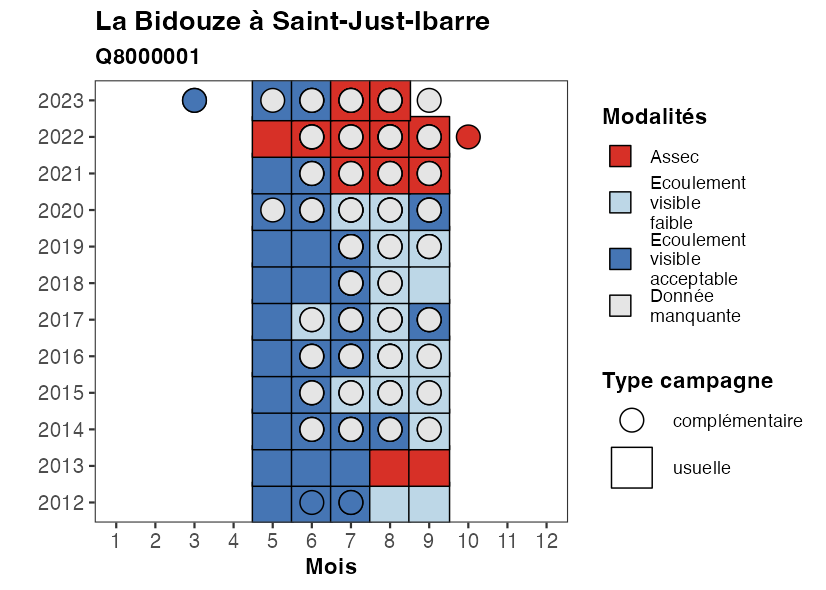 La Bidouze à Saint-Just-Ibarre
Q8000001
2023
2022
2021
2020
2019
2018
2017
2016
2015
2014
2013
2012
1 2 3 4 5 6 7 8 9 10 11 12
Mois
Modalités
Assec
Ecoulement
visible
faible
Ecoulement
visible
acceptable
Donnée
manquante
Type campagne
complémentaire
usuelle